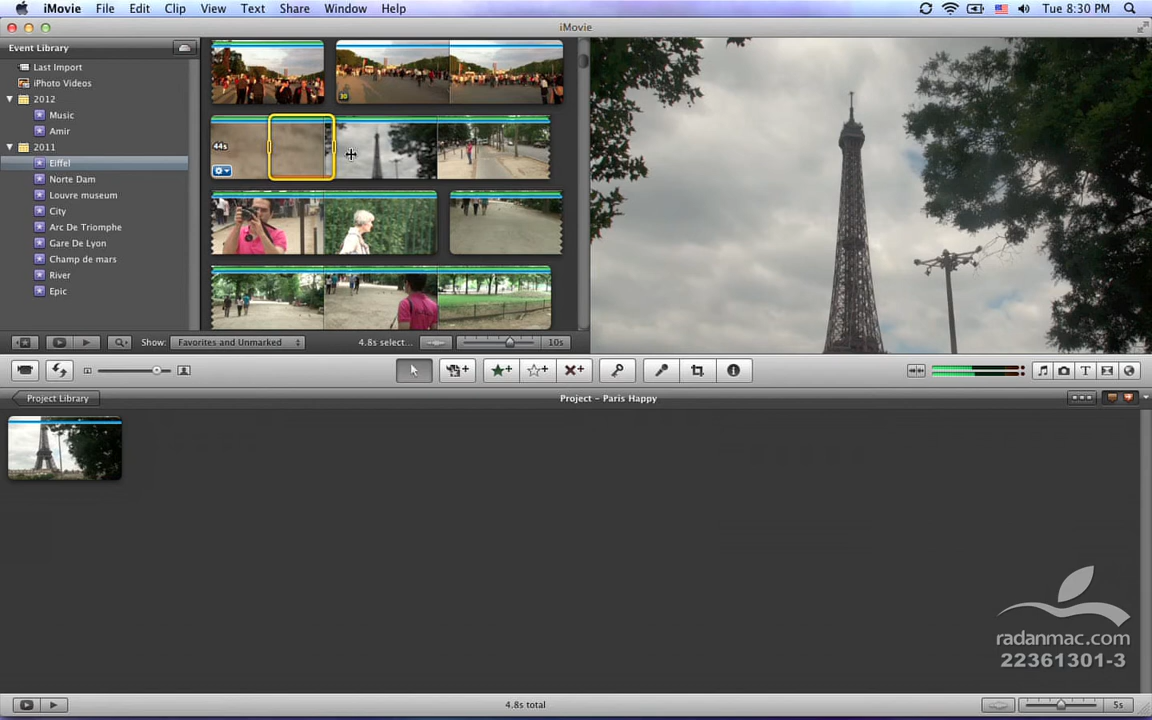 iMovie File Edit Clip View Text Share Window Help Tue 8:30 PM
iMovie
Event Library
Last Import
iPhoto Videos
2012
Music
Amir
2011
Eiffel
Norte Dam
Louvre museum
City
Arc De Triomphe
Gare De Lyon
Champ de mars
River
Epic
30
44s
Show: Favorites and Unmarked 4.8s select... 10s
Project Library Project - Paris Happy
radanmac.com
22361301-3
4.8s total 5s